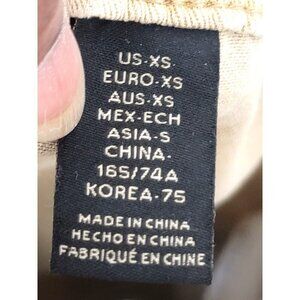 US-XS
EURO-XS
AUS-XS
MEX-ECH
ASIA-S
CHINA-
165/74A
KOREA-75
MADE IN CHINA
HECHO EN CHINA
FABRIQUÉ EN CHINE